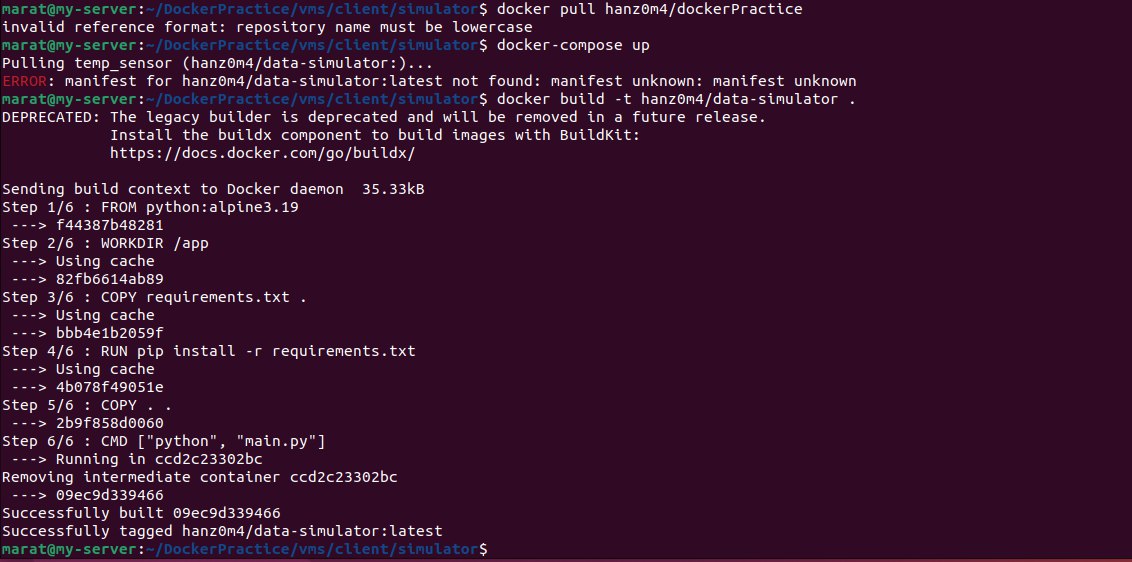 marat@my-server:~/DockerPractice/vms/client/simulator$ docker pull hanz0m4/dockerPractice
invalid reference format: repository name must be lowercase
marat@my-server:~/DockerPractice/vms/client/simulator$ docker-compose up
Pulling temp_sensor (hanz0m4/data-simulator:)...
ERROR: manifest for hanz0m4/data-simulator:latest not found: manifest unknown: manifest unknown
marat@my-server:~/DockerPractice/vms/client/simulator$ docker build -t hanz0m4/data-simulator .
DEPRECATED: The legacy builder is deprecated and will be removed in a future release.
            Install the buildx component to build images with BuildKit:
            https://docs.docker.com/go/buildx/

Sending build context to Docker daemon  35.33kB
Step 1/6 : FROM python:alpine3.19
 ---> f44387b48281
Step 2/6 : WORKDIR /app
 ---> Using cache
 ---> 82fb6614ab89
Step 3/6 : COPY requirements.txt .
 ---> Using cache
 ---> bbb4e1b2059f
Step 4/6 : RUN pip install -r requirements.txt
 ---> Using cache
 ---> 4b078f49051e
Step 5/6 : COPY . .
 ---> 2b9f858d0060
Step 6/6 : CMD ["python", "main.py"]
 ---> Running in ccd2c23302bc
Removing intermediate container ccd2c23302bc
 ---> 09ec9d339466
Successfully built 09ec9d339466
Successfully tagged hanz0m4/data-simulator:latest
marat@my-server:~/DockerPractice/vms/client/simulator$